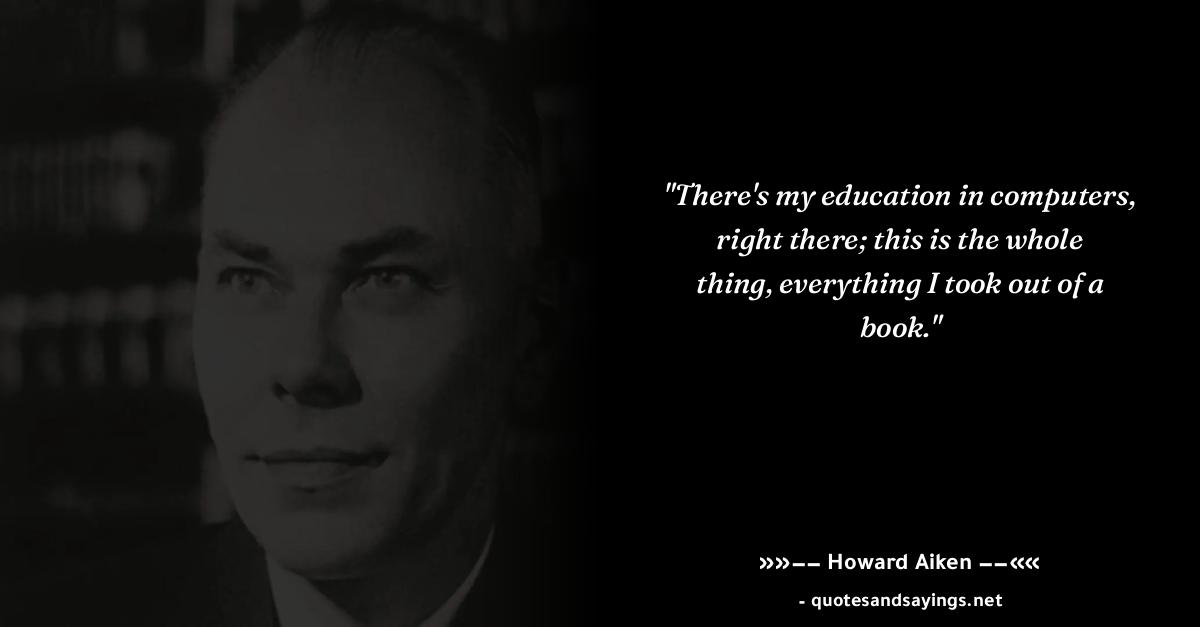 "There's my education in computers,
right there; this is the whole
thing, everything I took out of a
book."
»»–– Howard Aiken ––««
- quotesandsayings.net